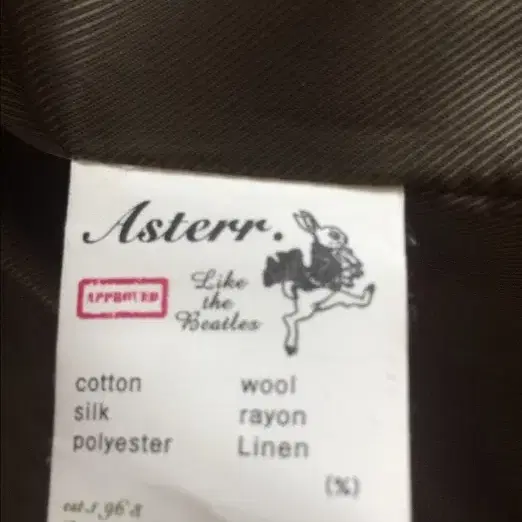 Asterr.
APPROVED
Like
the
Beatles
cotton wool
silk rayon
polyester Linen
(%)